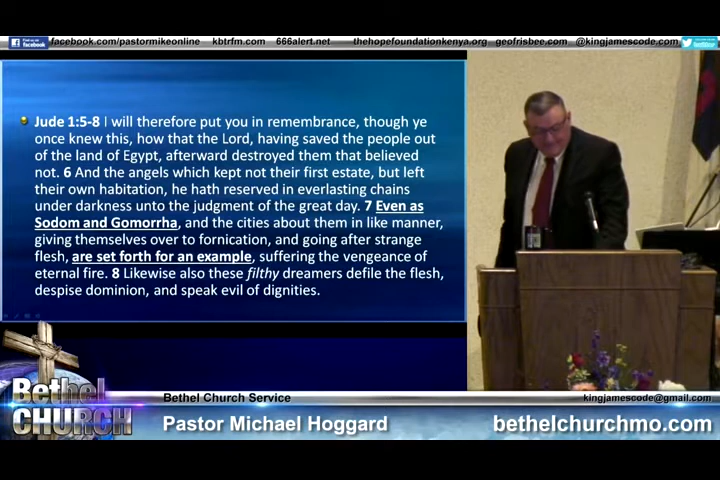 Find us on facebook facebook.com/pastormikeonline kbtrfm.com 666alert.net thehopefoundationkenya.org geofrisbee.com @kingjamescode.com twitter
Jude 1:5-8 I will therefore put you in remembrance, though ye
once knew this, how that the Lord, having saved the people out
of the land of Egypt, afterward destroyed them that believed
not. 6 And the angels which kept not their first estate, but left
their own habitation, he hath reserved in everlasting chains
under darkness unto the judgment of the great day. 7 Even as
Sodom and Gomorrha, and the cities about them in like manner,
giving themselves over to fornication, and going after strange
flesh, are set forth for an example, suffering the vengeance of
eternal fire. 8 Likewise also these filthy dreamers defile the flesh,
despise dominion, and speak evil of dignities.
Bethel
CHURCH
Bethel Church Service
kingjamescode@gmail.com
Pastor Michael Hoggard
bethelchurchmo.com